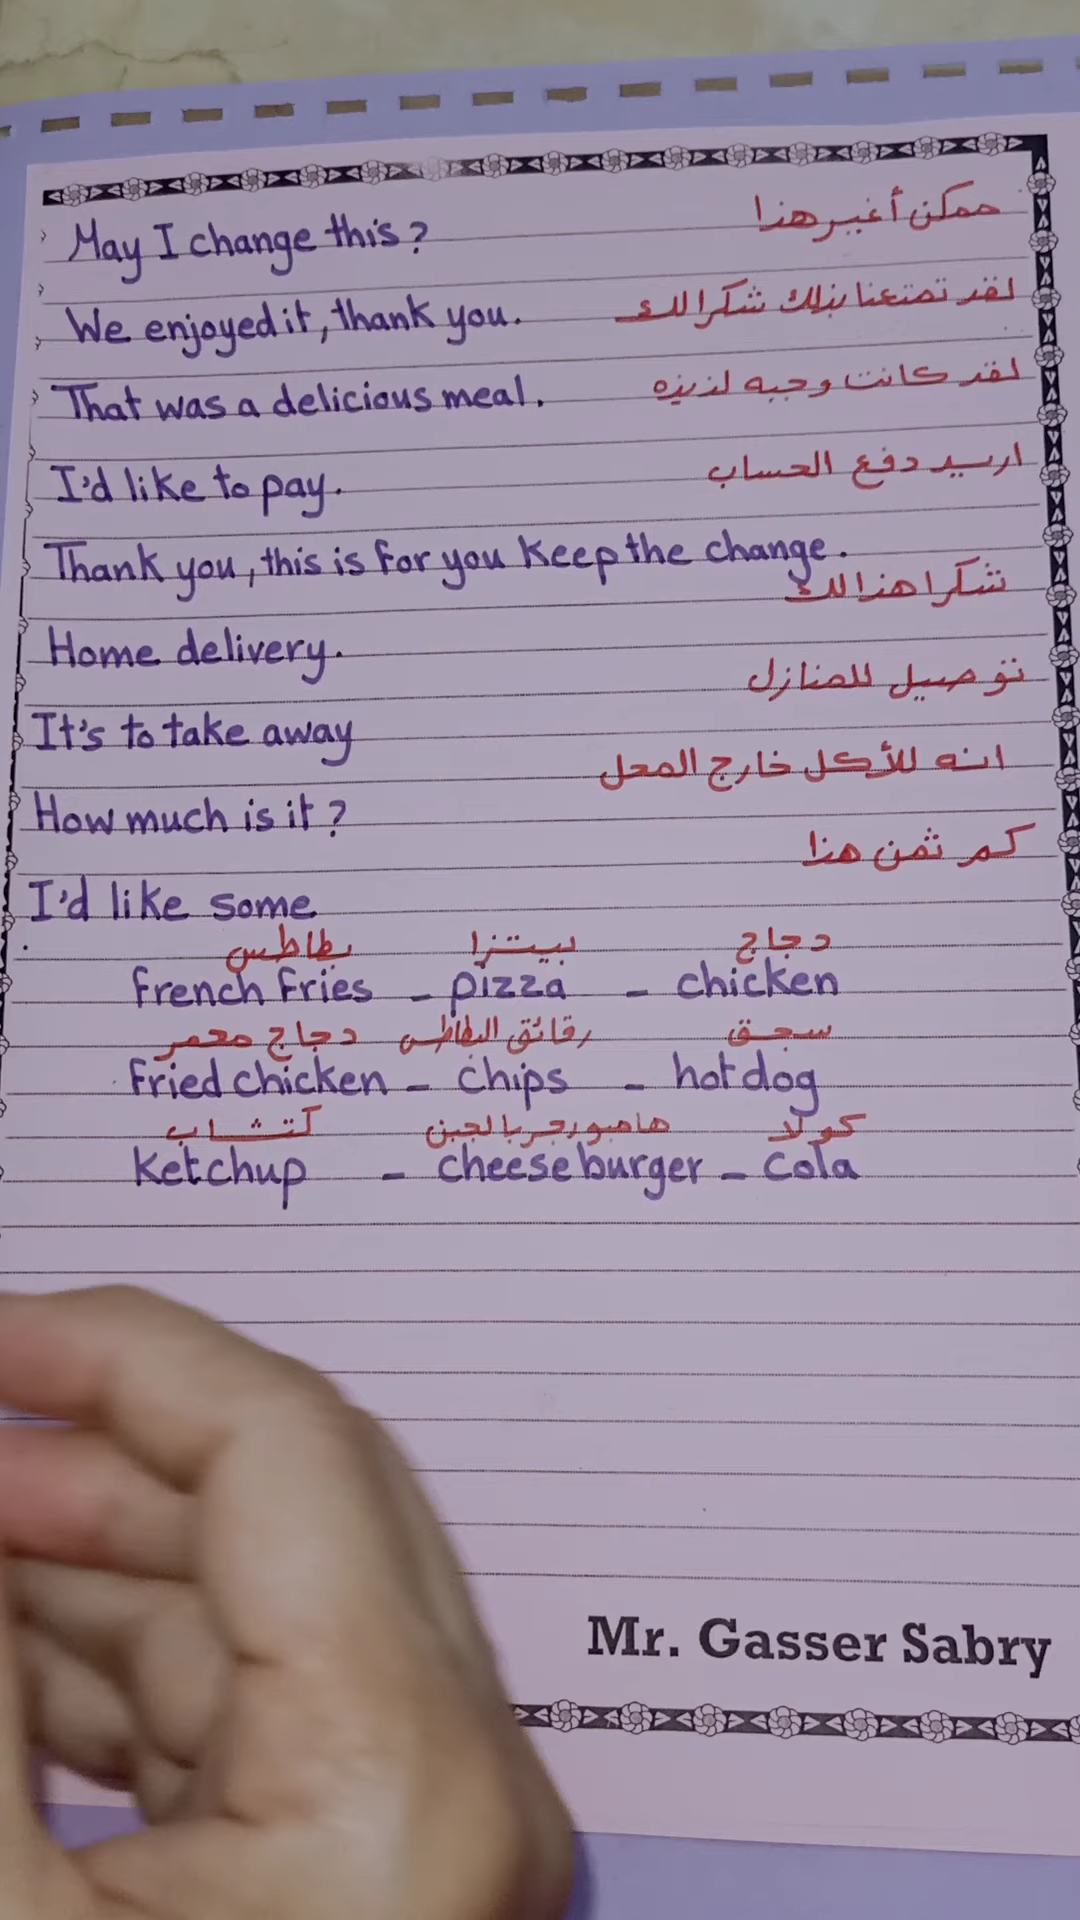 May I change this? ممكن أغير هذا
We enjoyed it, thank you. لقد تمتعنا بذلك شكرا لك
That was a delicious meal. لقد كانت وجبه لذيذه
I'd like to pay. اريد دفع الحساب
Thank you, this is for you Keep the change.
شكرا هذا لك
Home delivery. توصيل للمنازل
It's to take away انه للأكل خارج المحل
How much is it? كم ثمن هذا
I'd like some
بطاطس بيتزا دجاج
French Fries - pizza - chicken
دجاج محمر رقائق البطاطس سجق
Fried chicken - chips - hotdog
كتشاب هامبورجر بالجبن كولا
Ketchup - cheese burger - cola
Mr. Gasser Sabry